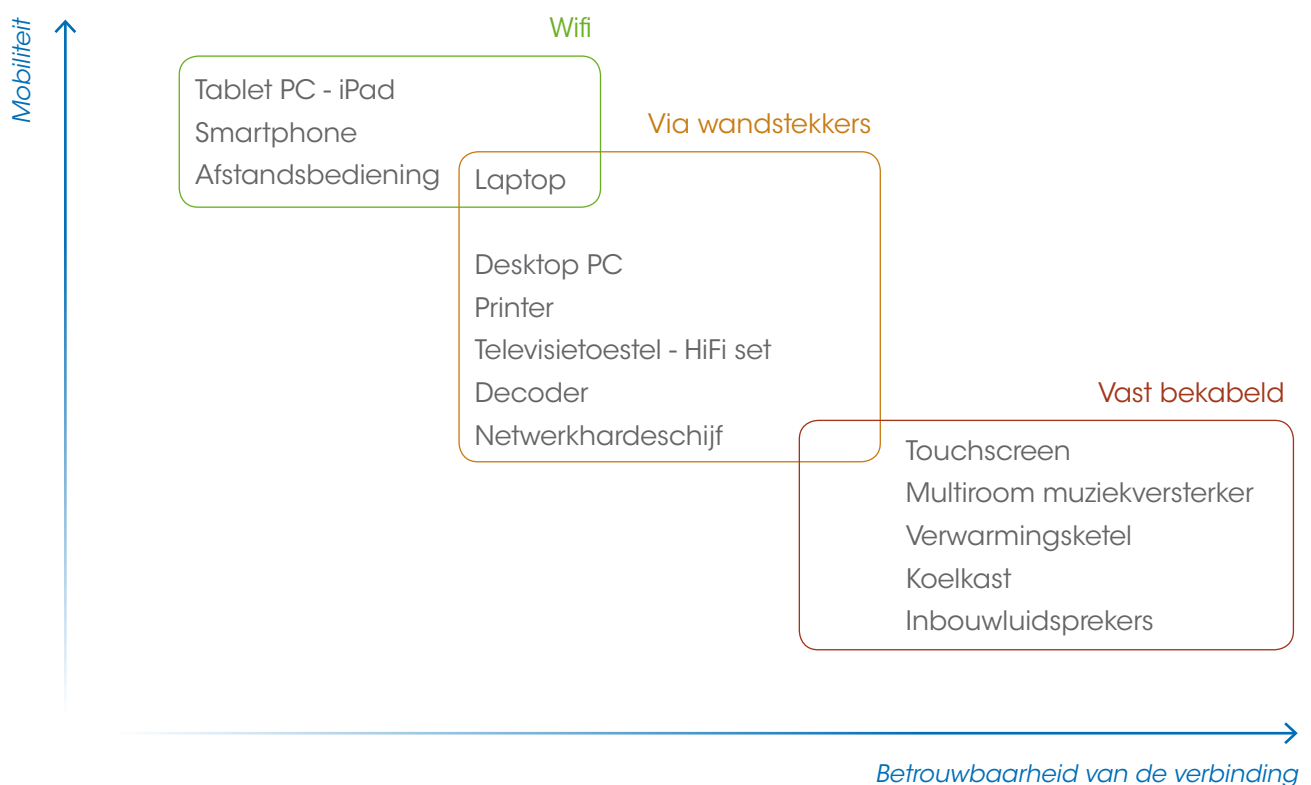 Mobiliteit
Wifi
Tablet PC - iPad
Smartphone
Afstandsbediening
Via wandstekkers
Laptop
Desktop PC
Printer
Televisietoestel - HiFi set
Decoder
Netwerkhardeschijf
Vast bekabeld
Touchscreen
Multiroom muziekversterker
Verwarmingsketel
Koelkast
Inbouwluidsprekers
Betrouwbaarheid van de verbinding